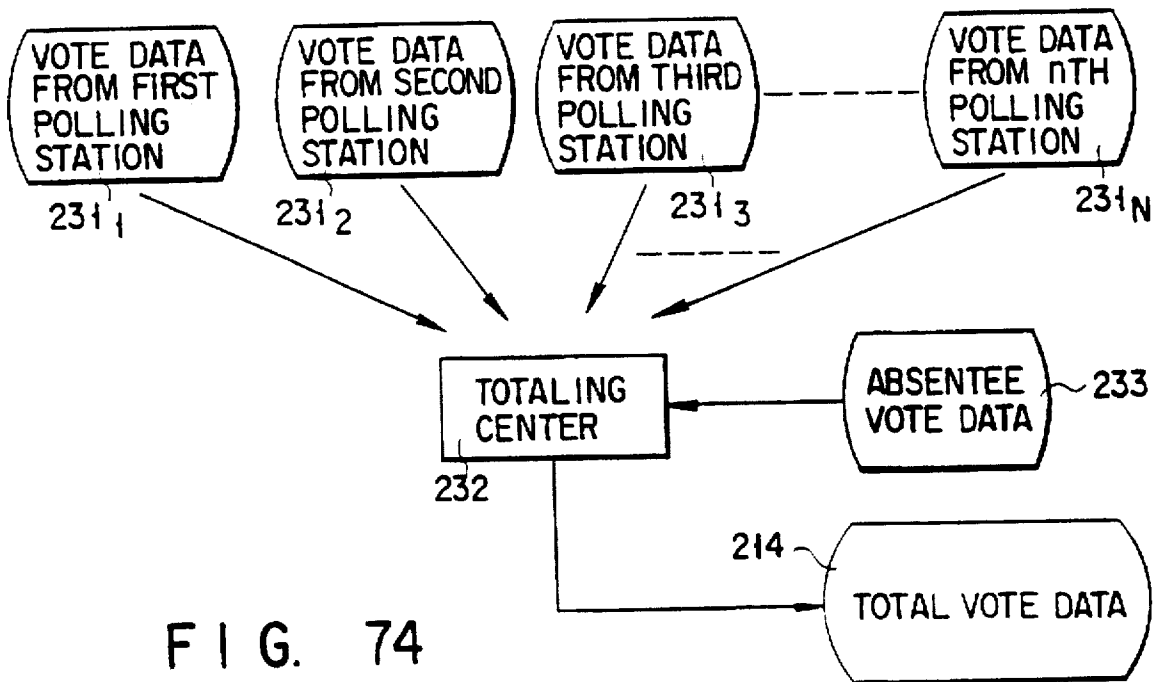 VOTE DATA
FROM FIRST
POLLING
STATION
231₁
VOTE DATA
FROM SECOND
POLLING
STATION
231₂
VOTE DATA
FROM THIRD
POLLING
STATION
231₃
VOTE DATA
FROM nTH
POLLING
STATION
231N
TOTALING
CENTER
232
ABSENTEE
VOTE DATA
233
214
TOTAL VOTE DATA
FIG. 74